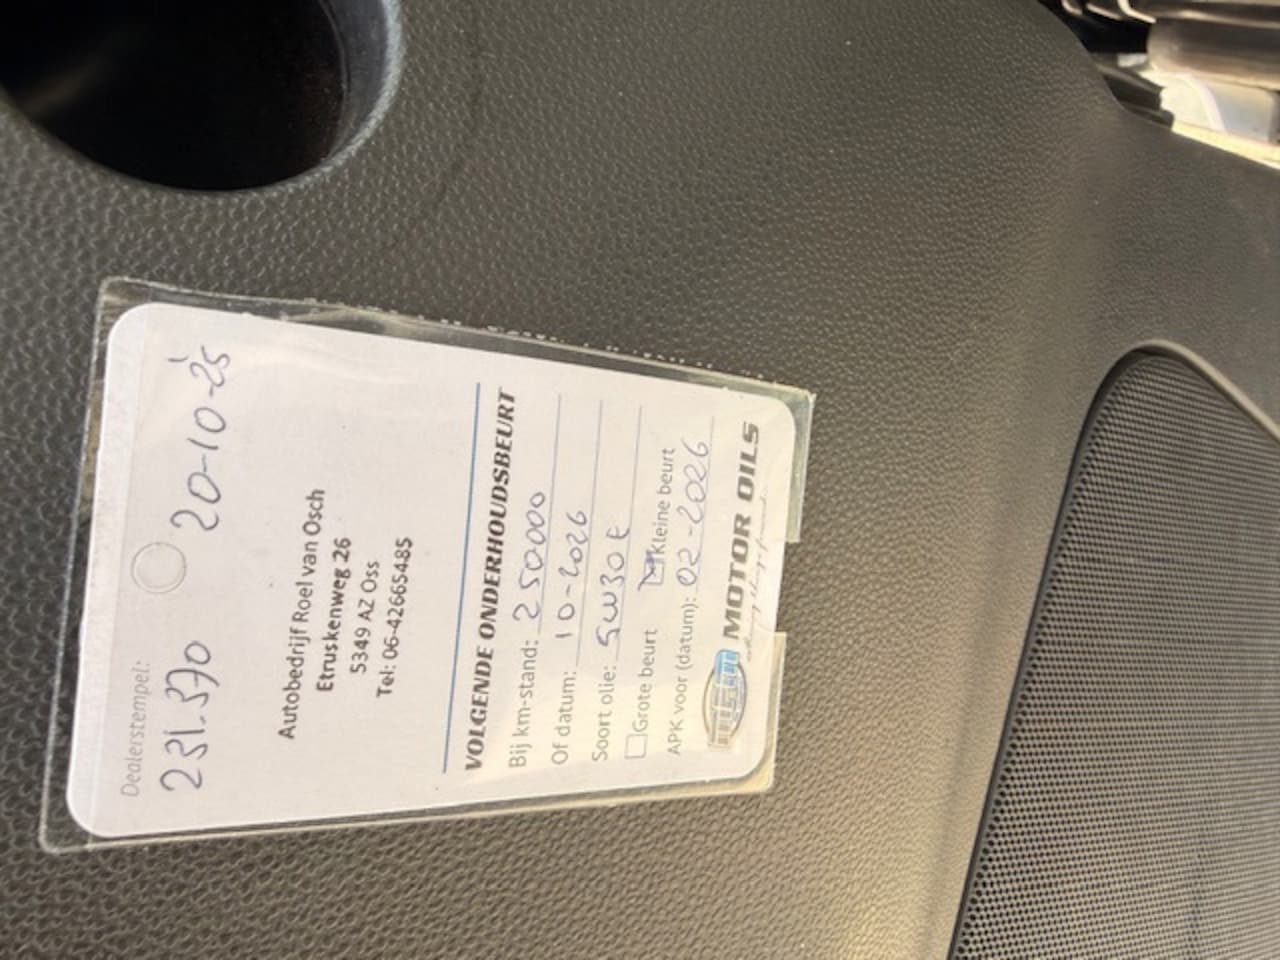 Dealerstempel:
231.370 20-10-25
Autobedrijf Roel van Osch
Etruskenweg 26
5349 AZ Oss
Tel: 06-42665485
VOLGENDE ONDERHOUDSBEURT
Bij km-stand: 250000
Of datum: 10-2026
Soort olie: 5W30 E
Grote beurt Kleine beurt
APK voor (datum): 02-2026
MOTOR OILS